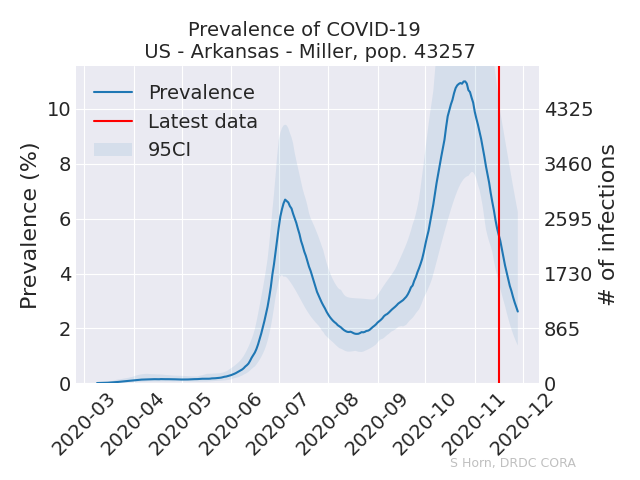 Prevalence of COVID-19
US - Arkansas - Miller, pop. 43257
Prevalence
Latest data
95CI
Prevalence (%)
10
8
6
4
2
0
4325
3460
2595
1730
865
0
# of infections
2020-03
2020-04
2020-05
2020-06
2020-07
2020-08
2020-09
2020-10
2020-11
2020-12
S Horn, DRDC CORA